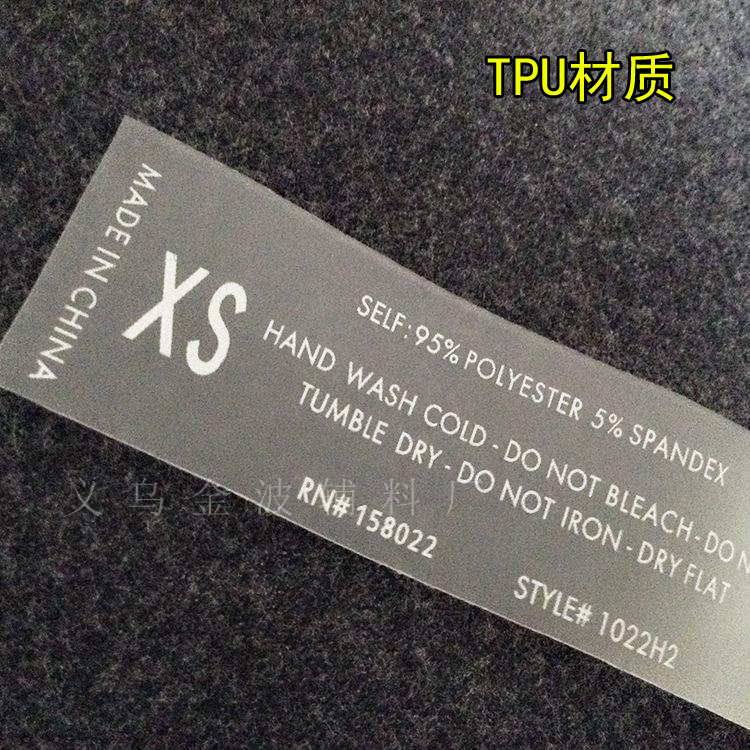 TPU材质
MADE IN CHINA
XS
SELF: 95% POLYESTER 5% SPANDEX
HAND WASH COLD - DO NOT BLEACH - DO N
TUMBLE DRY - DO NOT IRON - DRY FLAT
RN# 158022
STYLE# 1022H2
义乌金波辅料厂